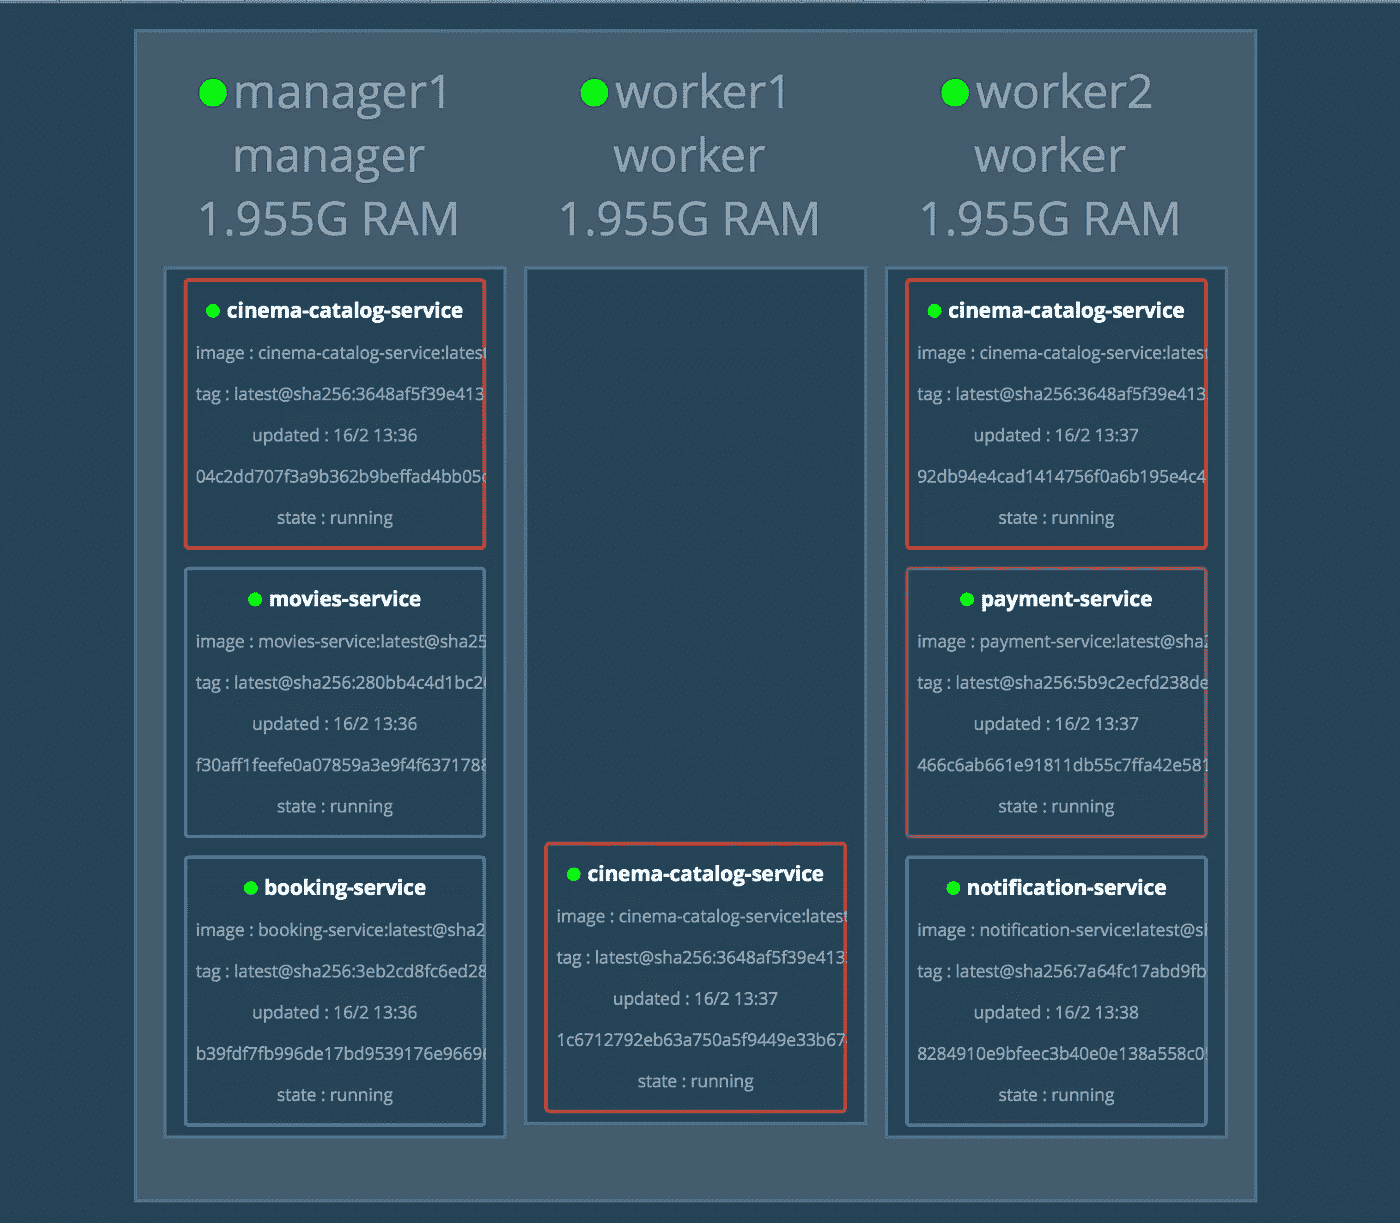 manager1
manager
1.955G RAM
cinema-catalog-service
image : cinema-catalog-service:latest
tag : latest@sha256:3648af5f39e413
updated : 16/2 13:36
04c2dd707f3a9b362b9beffad4bb05
state : running
movies-service
image : movies-service:latest@sha25
tag : latest@sha256:280bb4c4d1bc2
updated : 16/2 13:36
f30aff1feefe0a07859a3e9f4f6371788
state : running
booking-service
image : booking-service:latest@sha2
tag : latest@sha256:3eb2cd8fc6ed28
updated : 16/2 13:36
b39fdf7fb996de17bd9539176e9669
state : running
worker1
worker
1.955G RAM
cinema-catalog-service
image : cinema-catalog-service:latest
tag : latest@sha256:3648af5f39e413
updated : 16/2 13:37
1c6712792eb63a750a5f9449e33b67
state : running
worker2
worker
1.955G RAM
cinema-catalog-service
image : cinema-catalog-service:latest
tag : latest@sha256:3648af5f39e413
updated : 16/2 13:37
92db94e4cad1414756f0a6b195e4c4
state : running
payment-service
image : payment-service:latest@sha2
tag : latest@sha256:5b9c2ecfd238de
updated : 16/2 13:37
466c6ab661e91811db55c7ffa42e581
state : running
notification-service
image : notification-service:latest@sh
tag : latest@sha256:7a64fc17abd9fb
updated : 16/2 13:38
8284910e9bfeec3b40e0e138a558c0
state : running